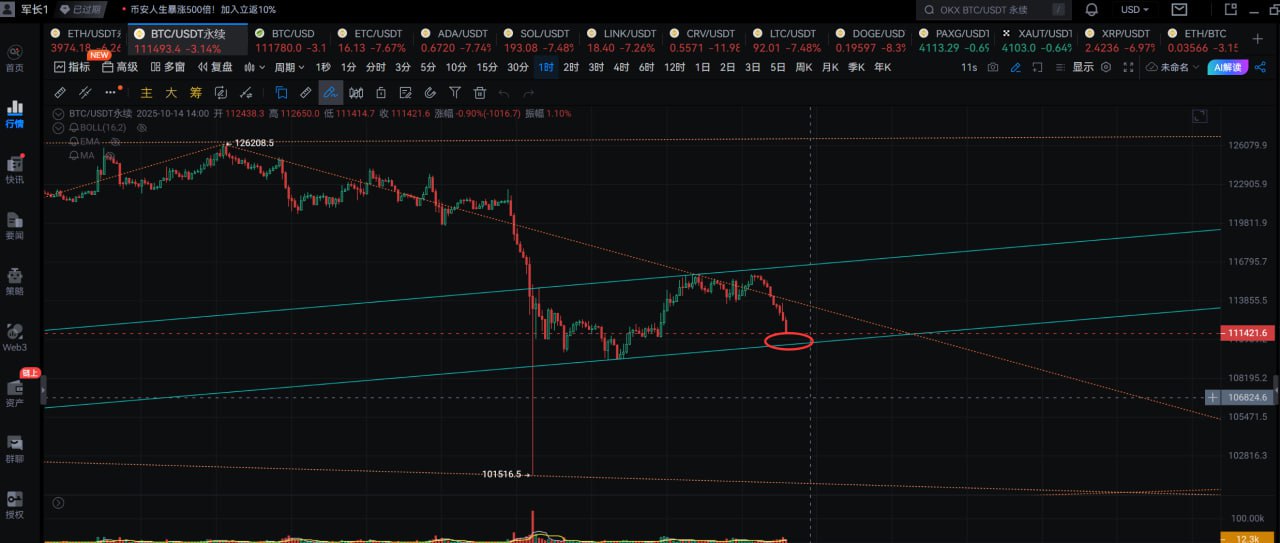 军长1 已过期 • 币安人生暴涨500倍！加入立返10% OKX BTC/USDT 永续 / USD
ETH/USDT BTC/USDT永续 BTC/USD ETC/USDT ADA/USDT SOL/USDT LINK/USDT CRV/USDT LTC/USDT DOGE/USD PAXG/USDT XAUT/USDT XRP/USDT ETH/BTC
3974.18 -6.26 111493.4 -3.14% 111780.0 -3.1 16.13 -7.67% 0.6720 -7.74% 193.08 -7.48% 18.40 -7.26% 0.5571 -11.98 92.01 -7.48% 0.19597 -8.3% 4113.29 -0.6% 4103.0 -0.64% 2.4236 -6.97% 0.03566 -3.15
NEW
指标 高级 多窗 复盘 周期 1秒 1分 分时 3分 5分 10分 15分 30分 1时 2时 3时 4时 6时 12时 1日 2日 3日 5日 周K 月K 季K 年K 11s 显示 未命名 AI解读
主 大 筹
BTC/USDT永续 2025-10-14 14:00 开 112438.3 高 112650.0 低 111414.7 收 111421.6 涨幅 -0.90%(-1016.7) 振幅 1.10%
BOLL(16,2)
EMA
MA
126208.5
101516.5
126079.9
122905.9
119811.9
116795.7
113855.5
111421.6
108195.2
106824.6
105471.5
102816.3
100.00k
12.3k
首页
行情
快讯
要闻
策略
Web3
链上
资产
群聊
授权